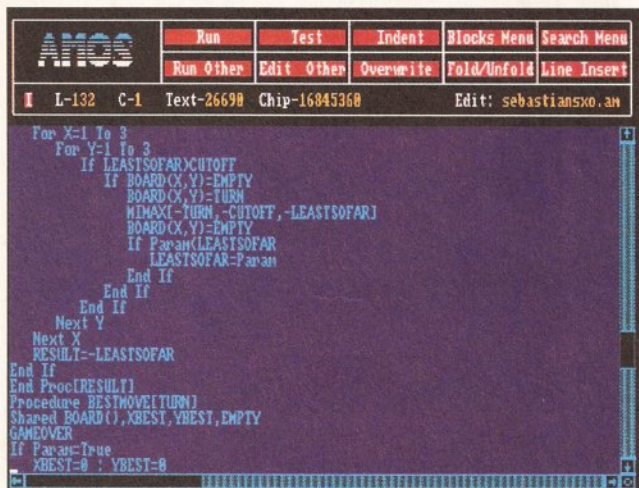 AMOS
Run Test Indent Blocks Menu Search Menu
Run Other Edit Other Overwrite Fold/Unfold Line Insert
I L-132 C-1 Text-26690 Chip-16845360 Edit: sebastiansxo.am
For X=1 To 3
For Y=1 To 3
If LEASTSOFAR>CUTOFF
If BOARD(X,Y)=EMPTY
BOARD(X,Y)=TURN
MIMAX[-TURN,-CUTOFF,-LEASTSOFAR]
BOARD(X,Y)=EMPTY
If Param<LEASTSOFAR
LEASTSOFAR=Param
End If
End If
End If
Next Y
Next X
RESULT=-LEASTSOFAR
End If
End Proc[RESULT]
Procedure BESTMOVE[TURN]
Shared BOARD(),XBEST,YBEST,EMPTY
GAMEOVER
If Param=True
XBEST=0 : YBEST=0